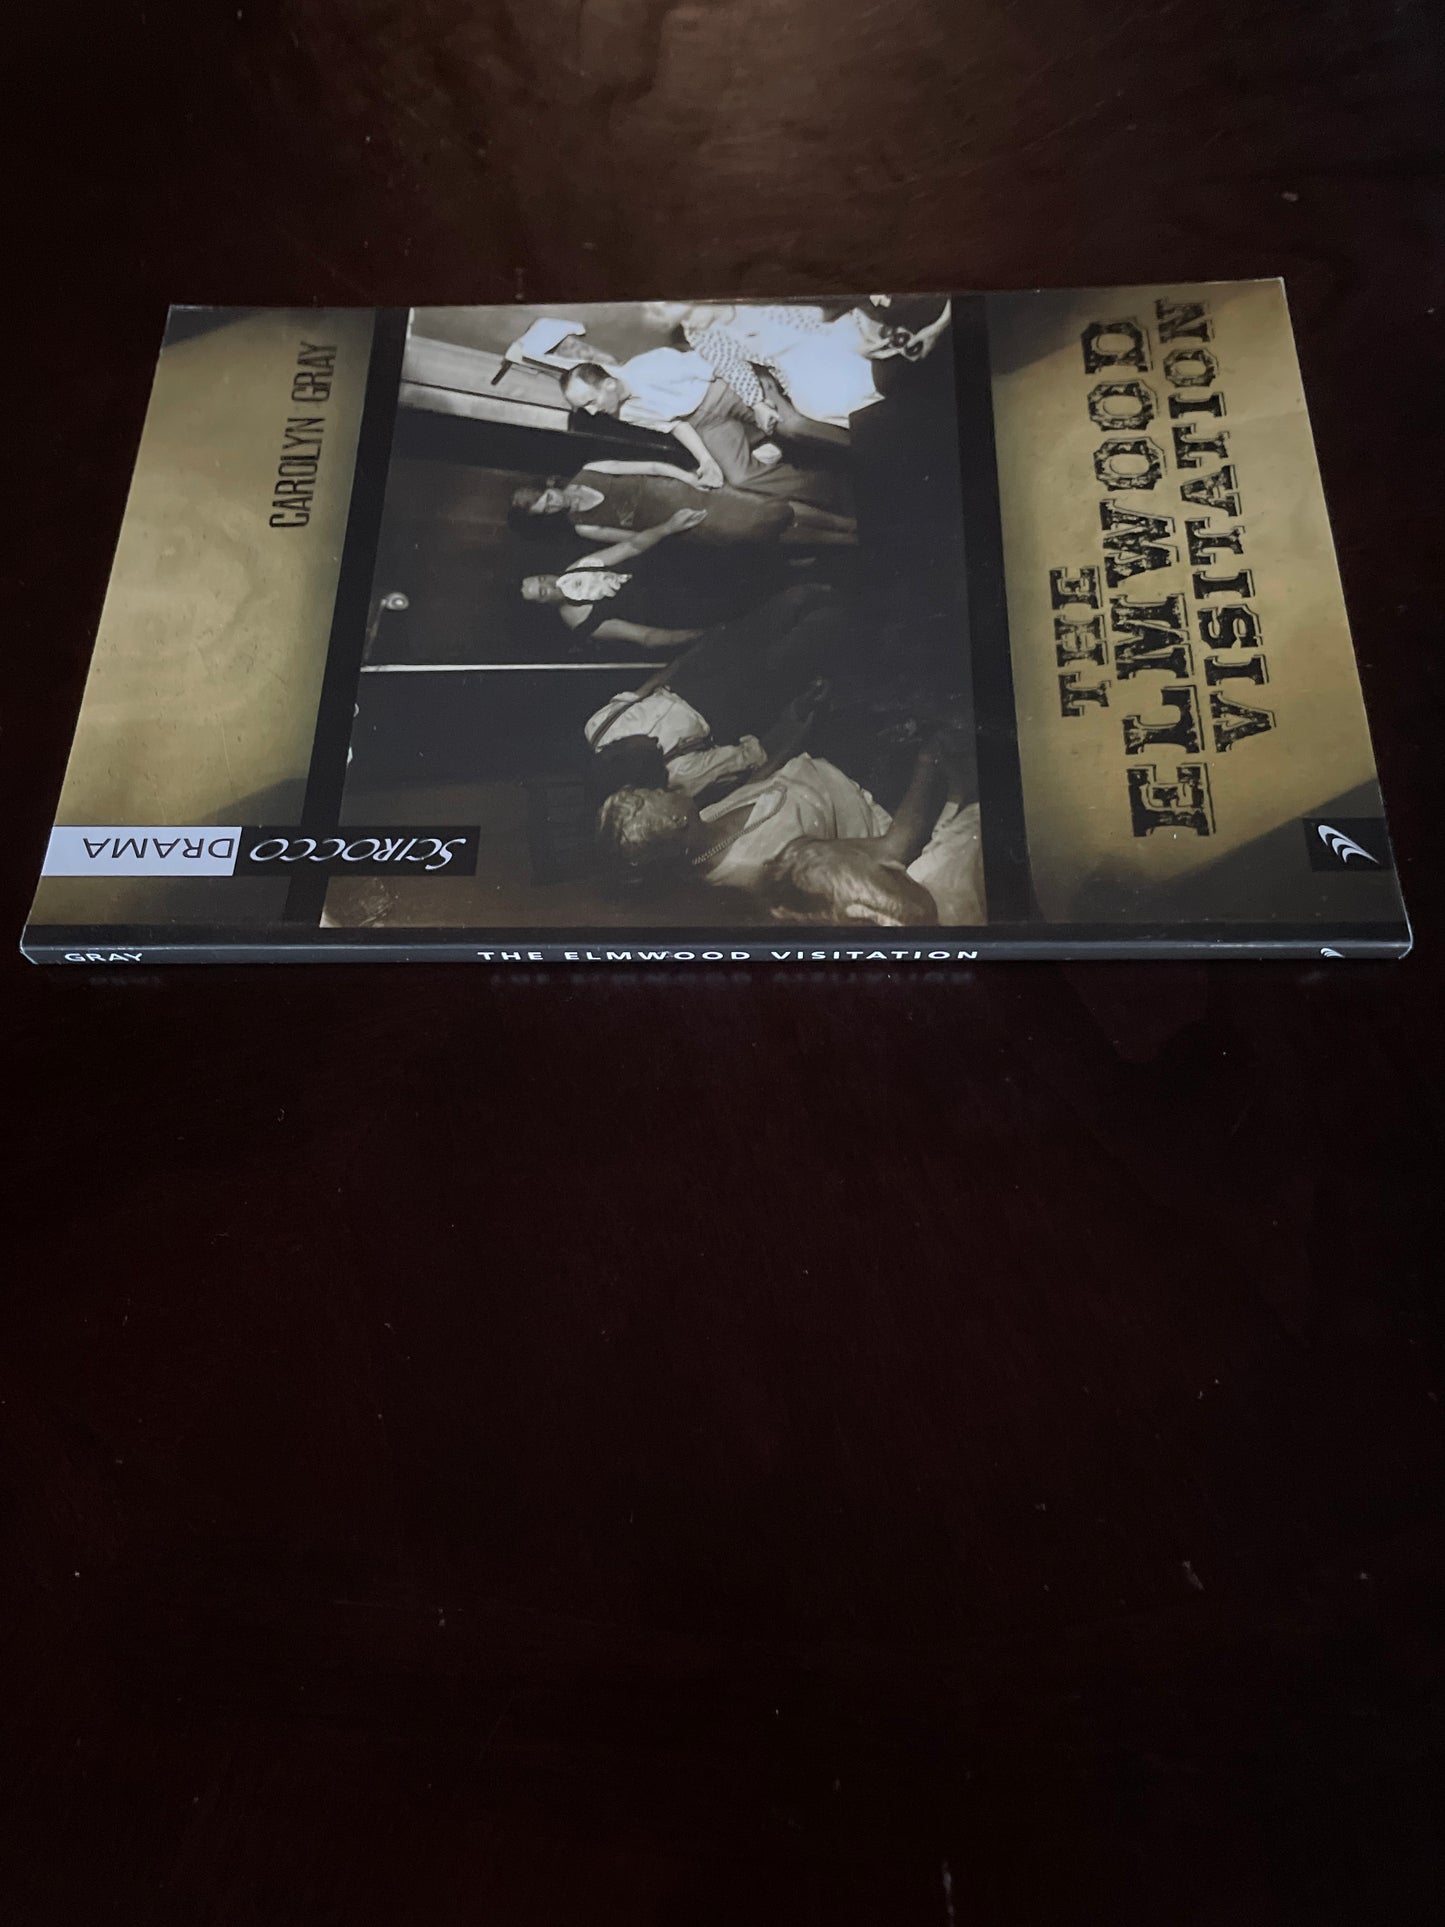 THE
ELMWOOD
VISITATION
CAROLYN GRAY
SCIROCCO
DRAMA
GRAY
THE ELMWOOD VISITATION